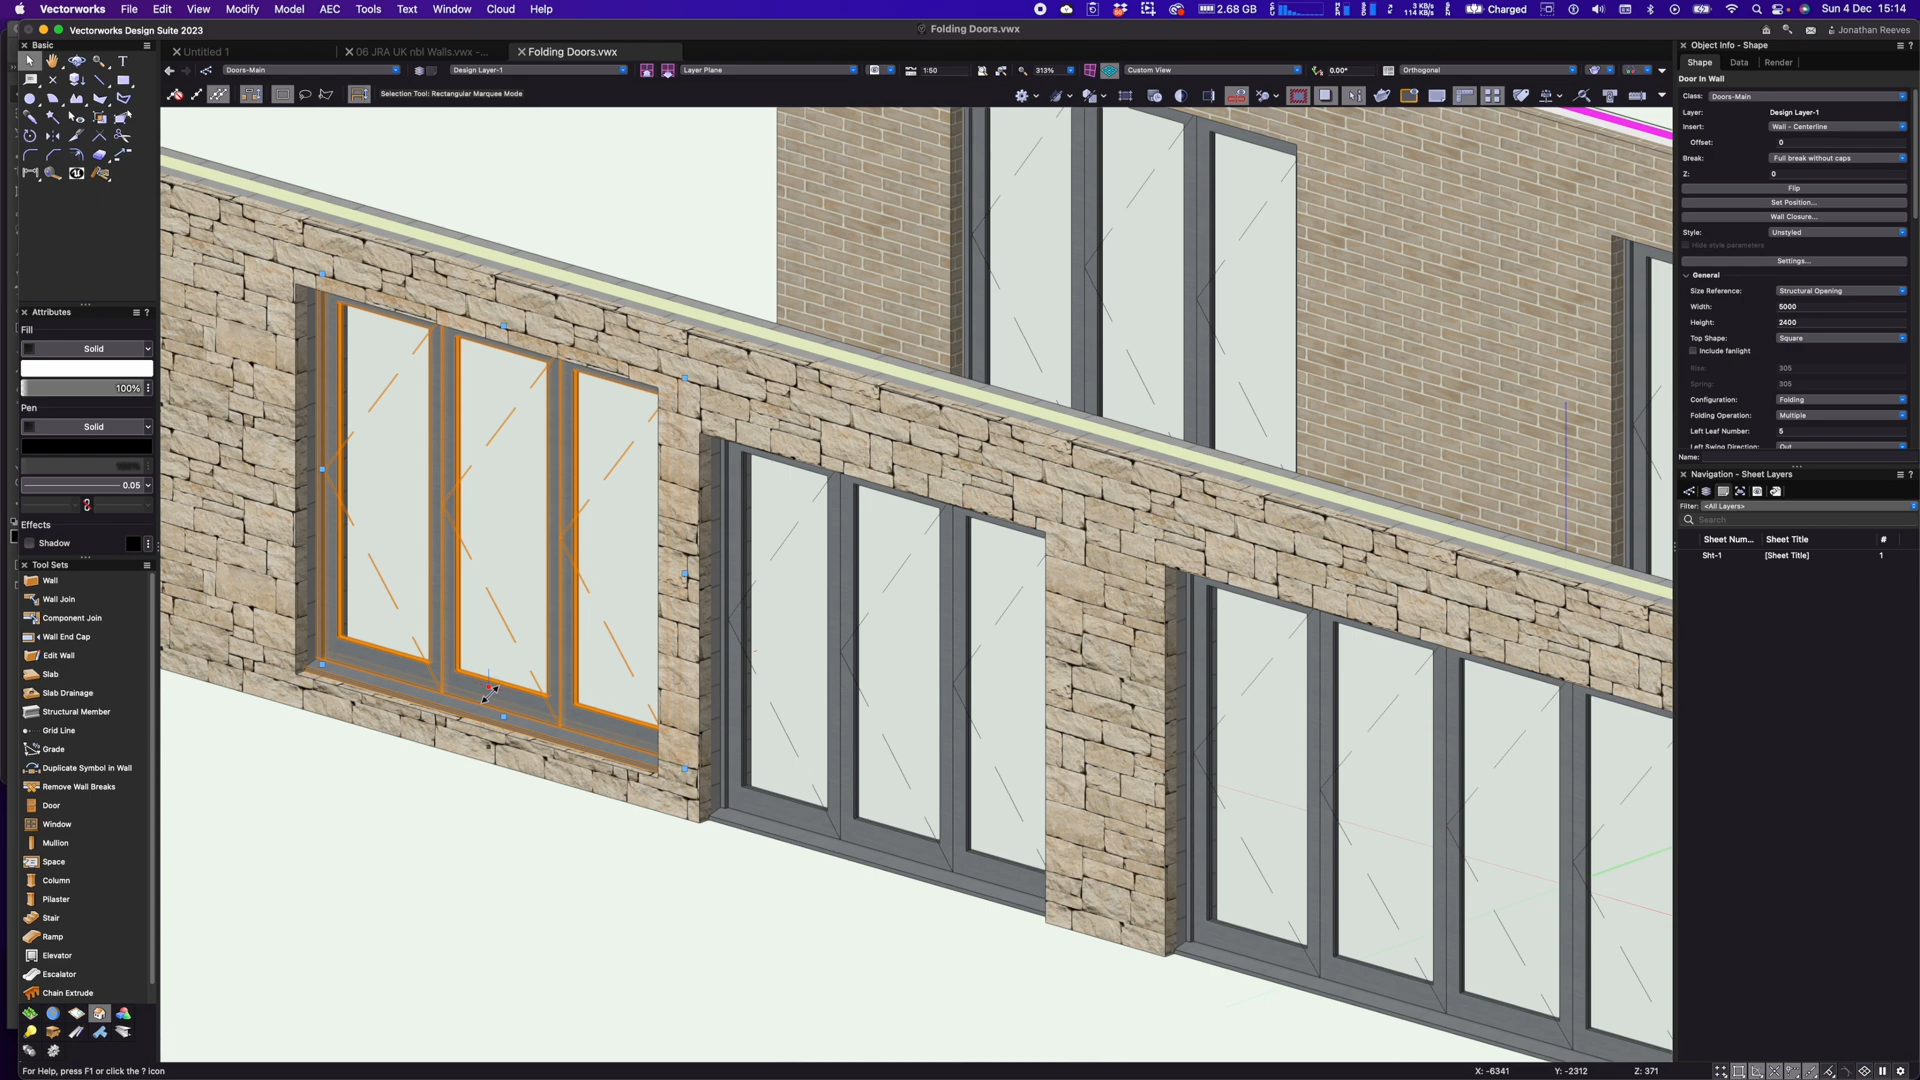 Vectorworks File Edit View Modify Model AEC Tools Text Window Cloud Help 2.68 GB 3 KB/s 114 KB/s Charged Sun 4 Dec 15:14
Vectorworks Design Suite 2023 Folding Doors.vwx Jonathan Reeves
Basic
Untitled 1 06 JRA UK nbl Walls.vwx -... Folding Doors.vwx
Doors-Main Design Layer-1 Layer Plane 1:50 313% Custom View 0.00° Orthogonal
Selection Tool: Rectangular Marquee Mode
Attributes
Fill
Solid
100%
Pen
Solid
100%
0.05
Effects
Shadow
Tool Sets
Wall
Wall Join
Component Join
Wall End Cap
Edit Wall
Slab
Slab Drainage
Structural Member
Grid Line
Grade
Duplicate Symbol in Wall
Remove Wall Breaks
Door
Window
Mullion
Space
Column
Pilaster
Stair
Ramp
Elevator
Escalator
Chain Extrude
Object Info - Shape
Shape Data Render
Door In Wall
Class: Doors-Main
Layer: Design Layer-1
Insert: Wall - Centerline
Offset: 0
Break: Full break without caps
Z: 0
Flip
Set Position...
Wall Closure...
Style: Unstyled
Hide style parameters
Settings...
General
Size Reference: Structural Opening
Width: 5000
Height: 2400
Top Shape: Square
Include fanlight
Rise: 305
Spring: 305
Configuration: Folding
Folding Operation: Multiple
Left Leaf Number: 5
Left Swing Direction: Out
Name:
Navigation - Sheet Layers
Filter: <All Layers>
Search
Sheet Num... Sheet Title #
Sht-1 [Sheet Title] 1
For Help, press F1 or click the ? icon X: -6341 Y: -2312 Z: 371